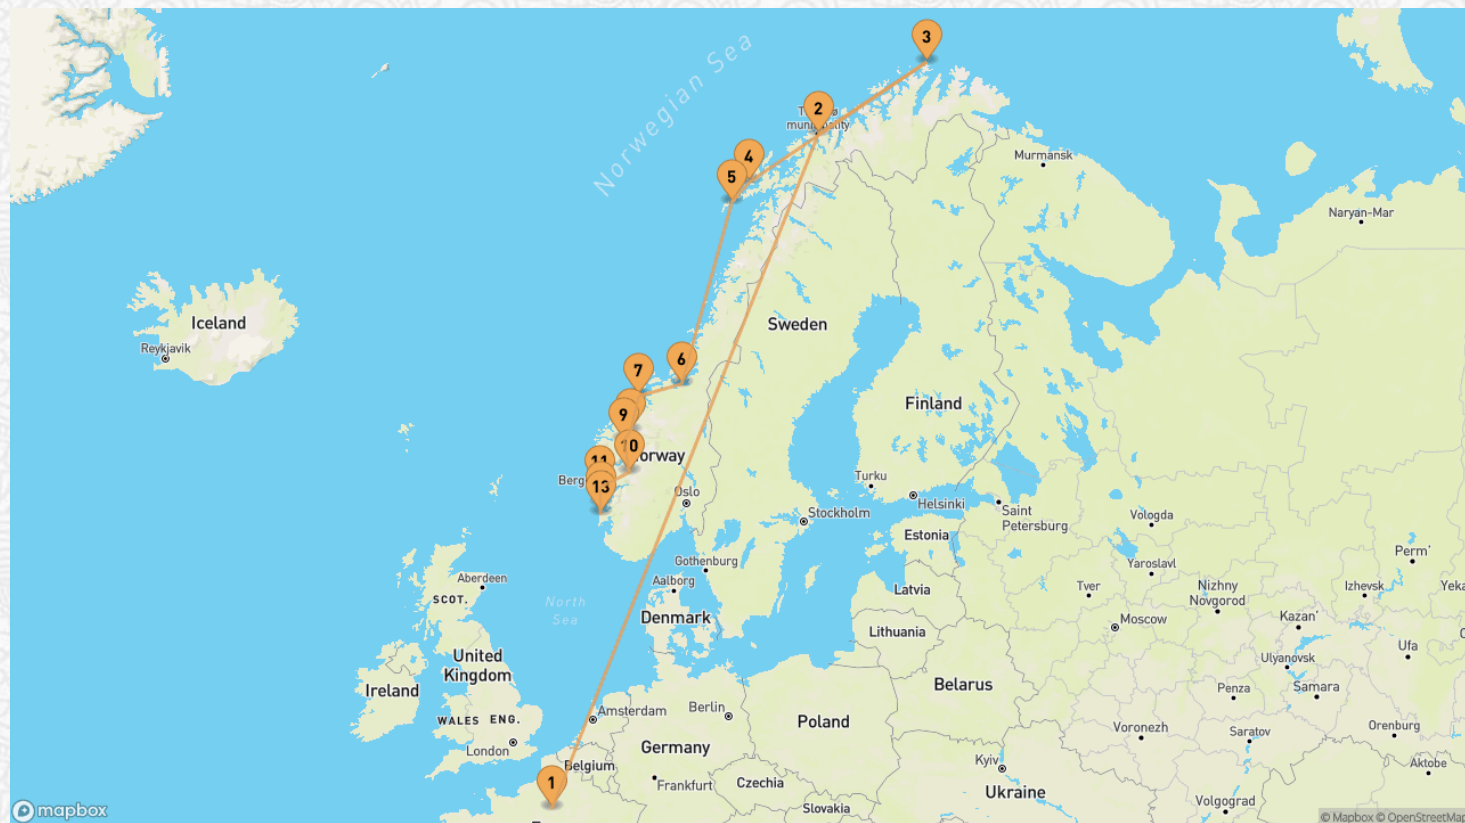 3
Norwegian Sea
2
municipality
4
5
Murmansk
Naryan-Mar
Iceland
Reykjavik
Sweden
6
7
9
Finland
10
Norway
11
13
Oslo
Turku
Helsinki
Stockholm
Saint
Petersburg
Vologda
Estonia
Perm'
Gothenburg
Aalborg
Yaroslavl
Aberdeen
SCOT.
North
Sea
Latvia
Tver
Nizhny
Novgorod
Izhevsk
Denmark
Moscow
Kazan'
Lithuania
Ufa
United
Kingdom
Ulyanovsk
Ireland
Belarus
Penza
Samara
WALES
ENG.
Amsterdam
Berlin
Poland
Voronezh
Saratov
Orenburg
London
Germany
Belgium
Kyiv
Aktobe
1
Frankfurt
Czechia
Ukraine
Slovakia
Volgograd
mapbox
© Mapbox © OpenStreetMap